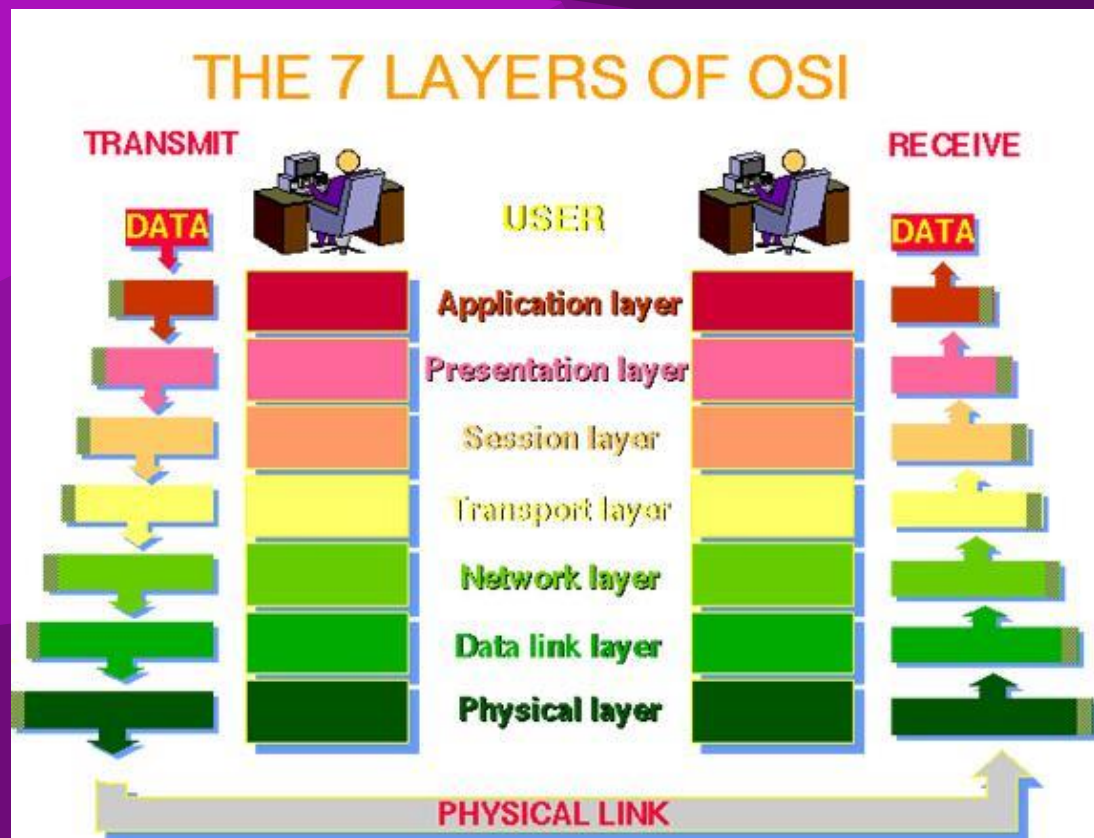 THE 7 LAYERS OF OSI
TRANSMIT
RECEIVE
DATA
USER
DATA
Application layer
Presentation layer
Session layer
Transport layer
Network layer
Data link layer
Physical layer
PHYSICAL LINK